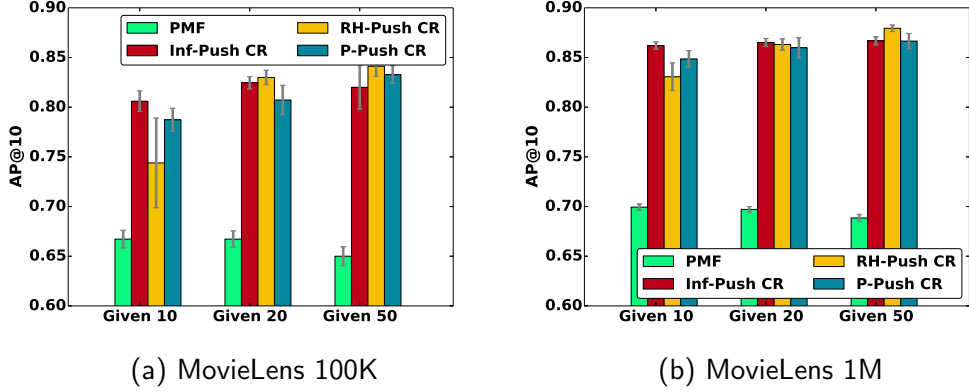 0.90
0.85
0.80
0.75
0.70
0.65
0.60
AP@10
PMF
Inf-Push CR
RH-Push CR
P-Push CR
Given 10
Given 20
Given 50
(a) MovieLens 100K
0.90
0.85
0.80
0.75
0.70
0.65
0.60
AP@10
PMF
Inf-Push CR
RH-Push CR
P-Push CR
Given 10
Given 20
Given 50
(b) MovieLens 1M